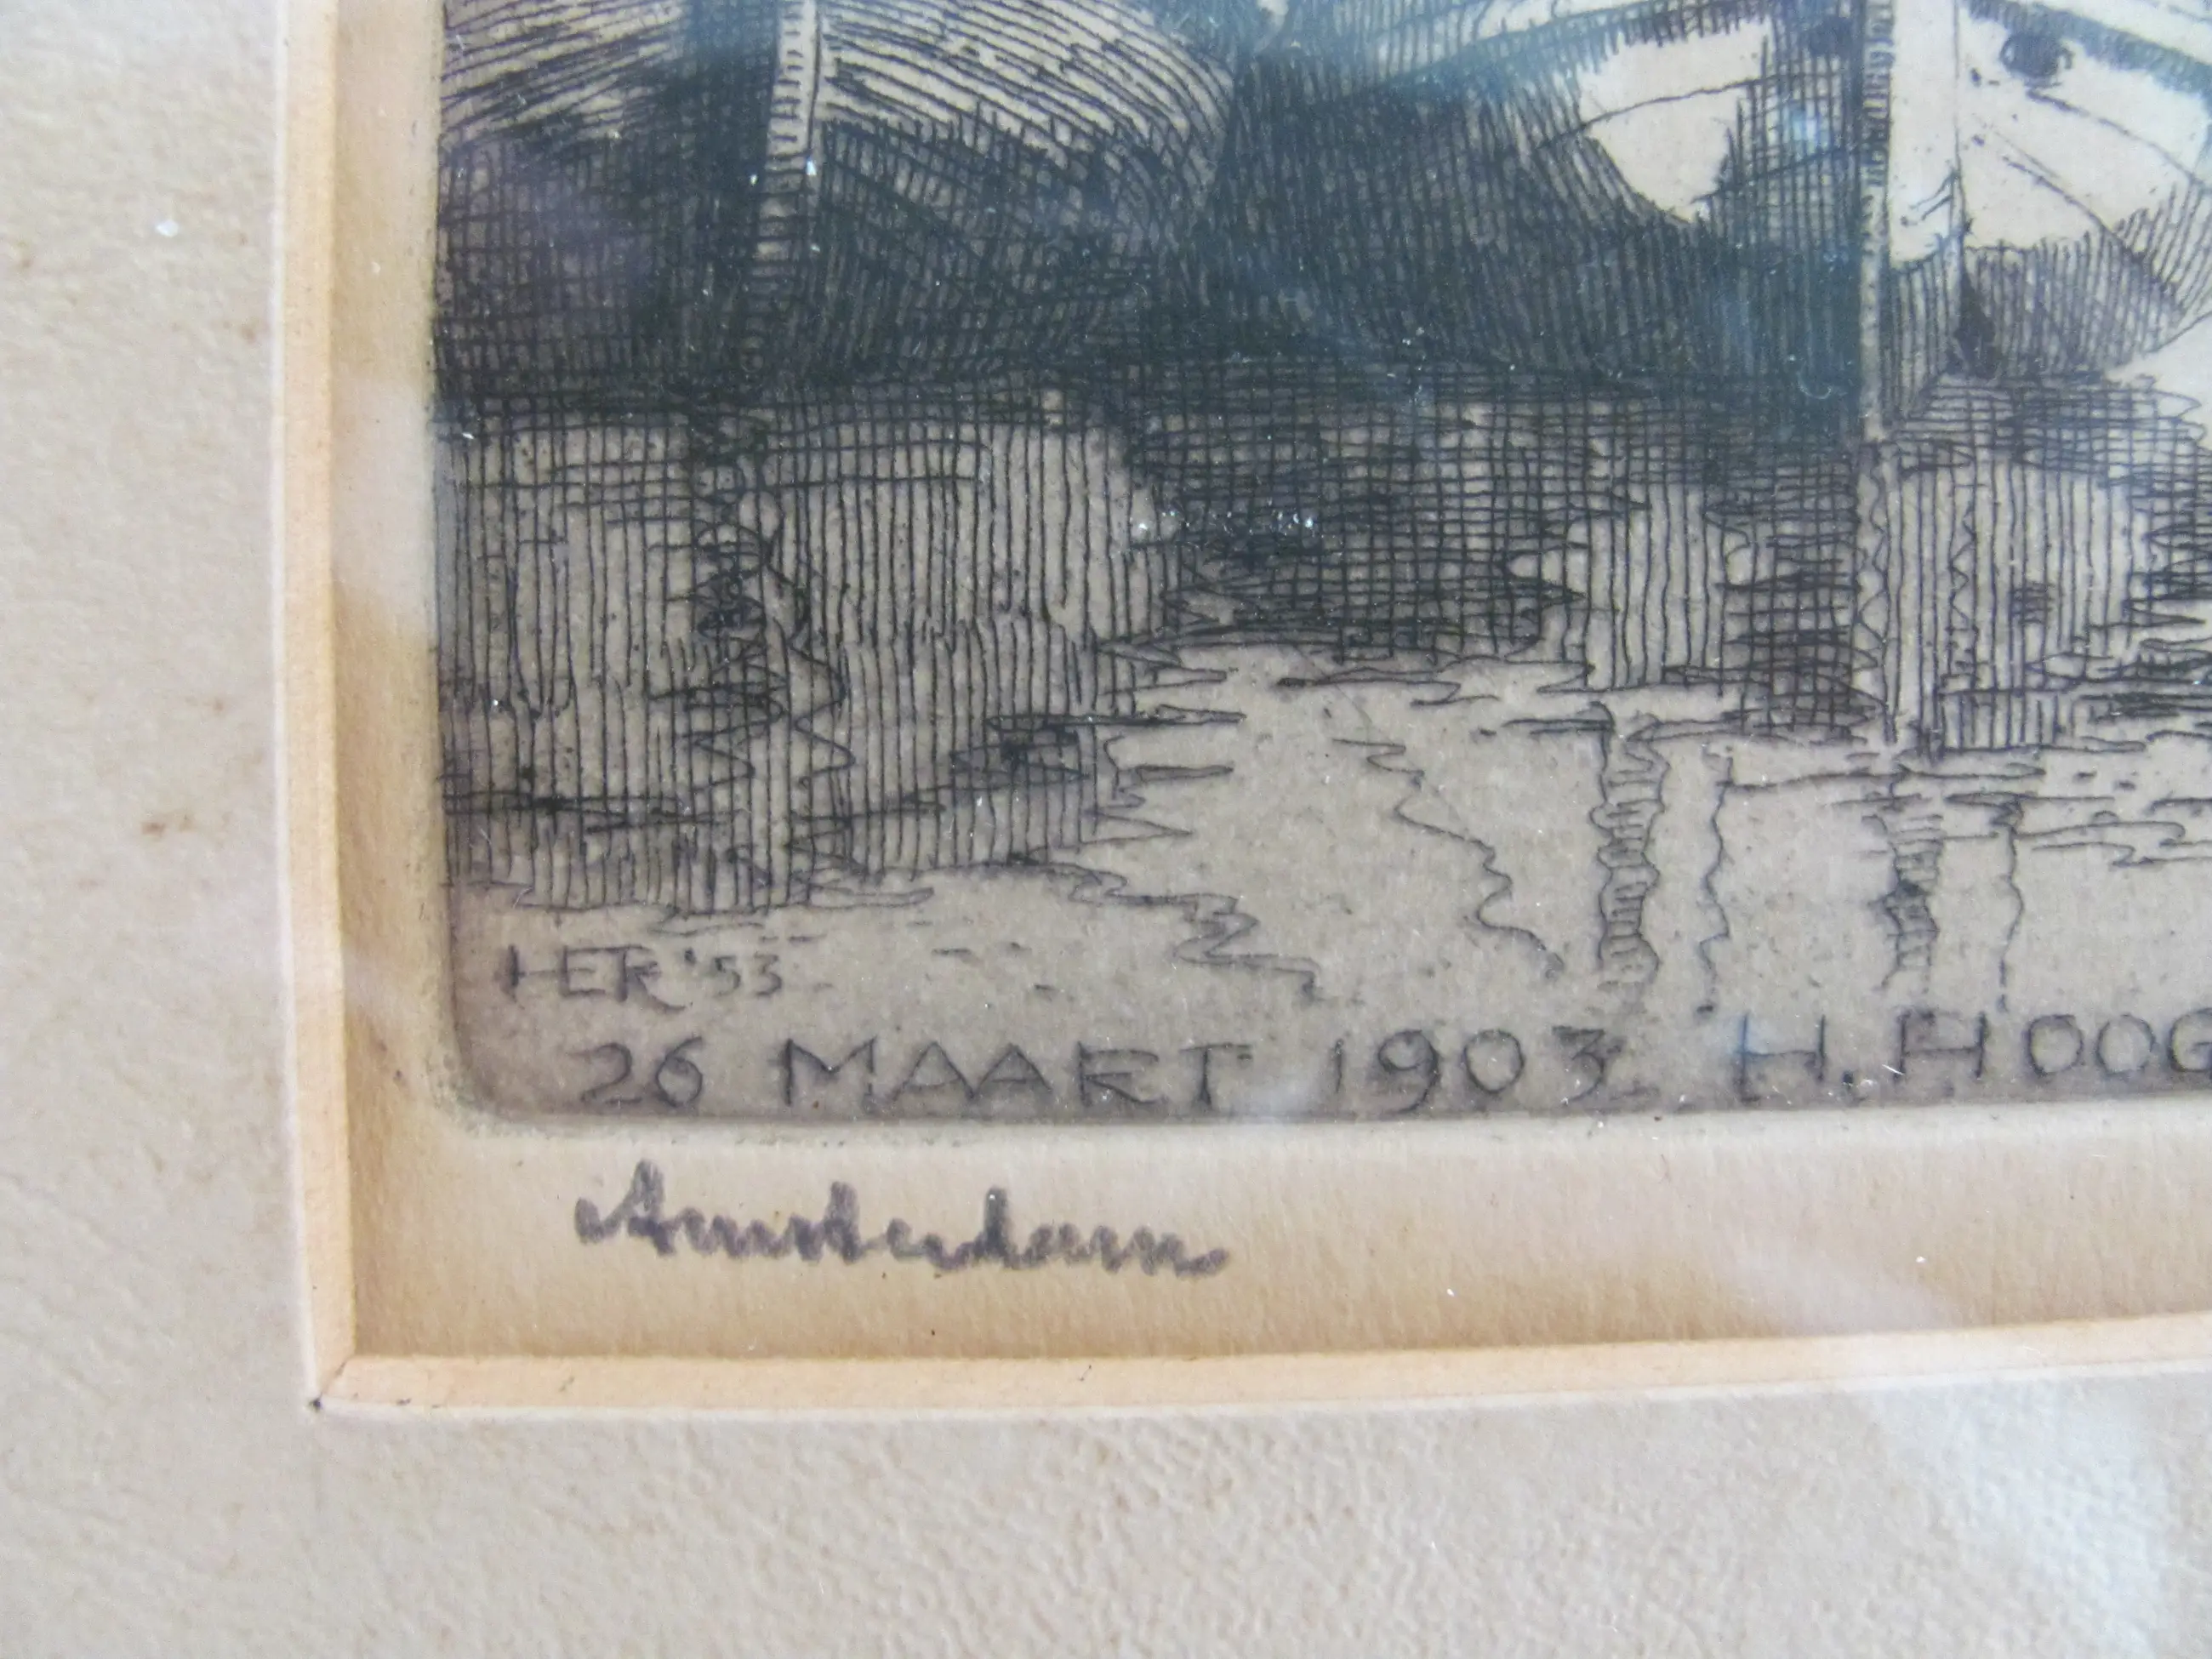 HER '53
26 MAART 1903 H. HOOG
Amsterdam